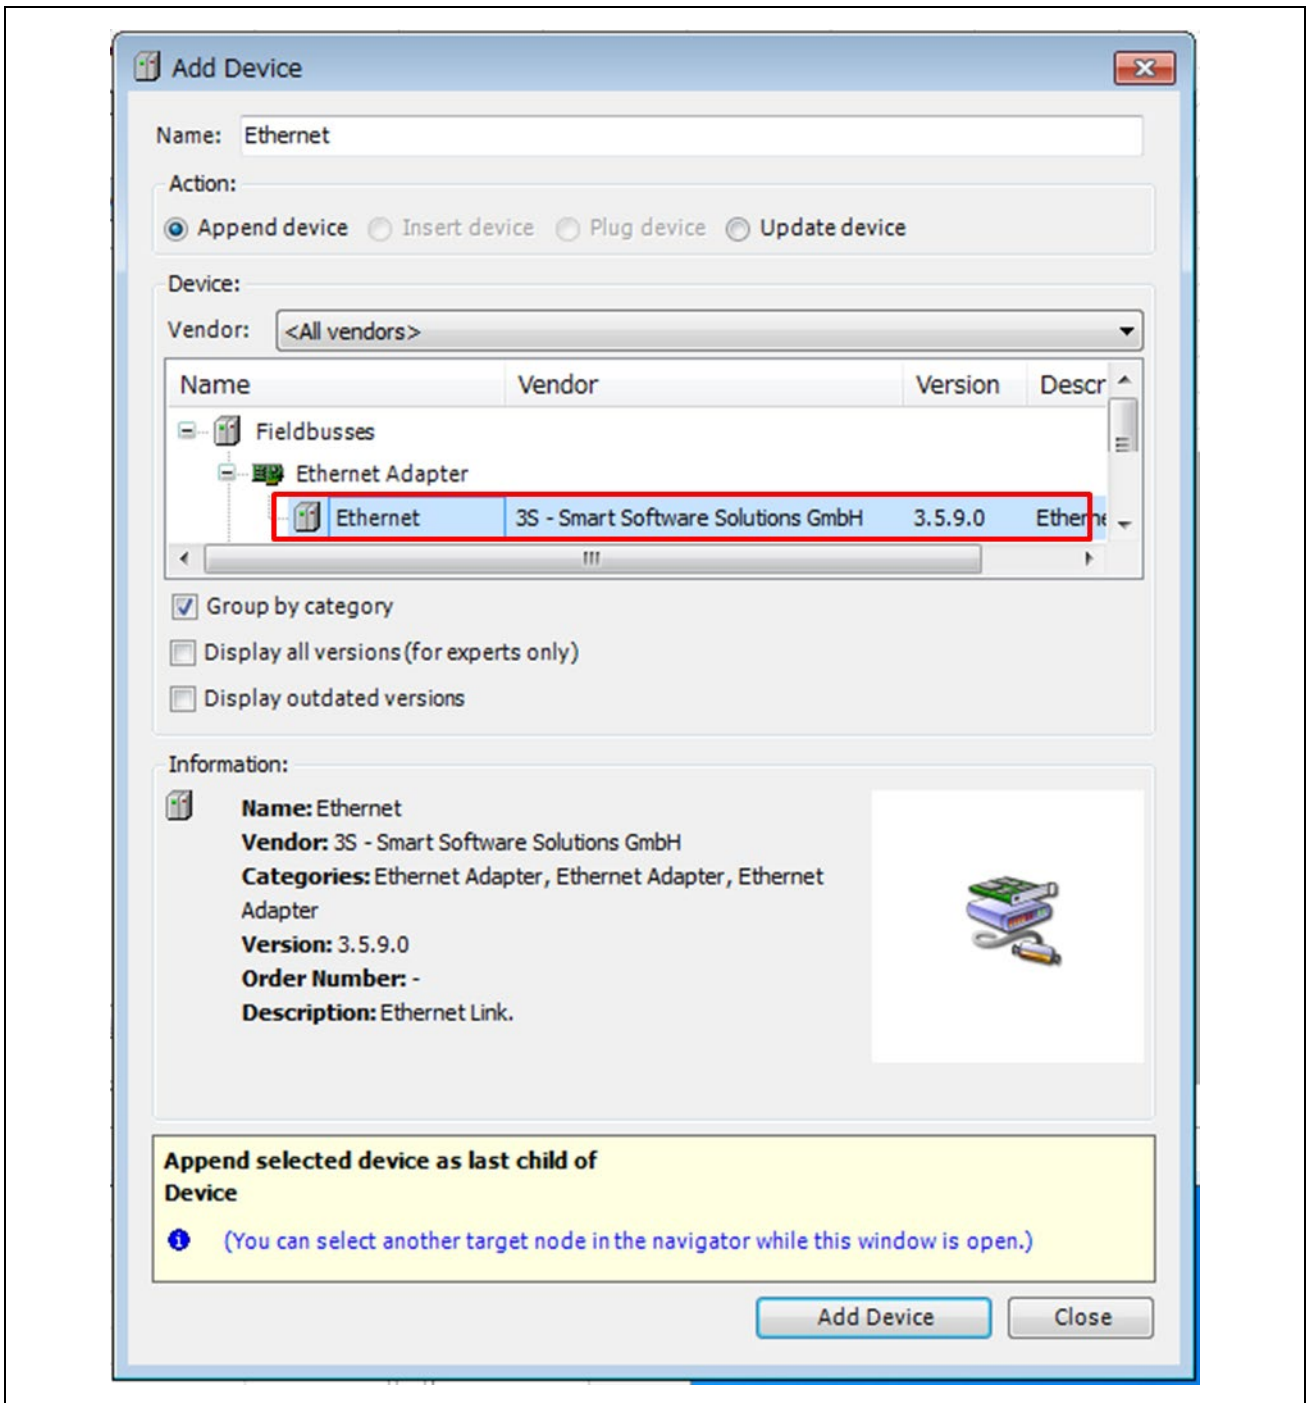 Add Device
Name: Ethernet
Action:
Append device Insert device Plug device Update device
Device:
Vendor: <All vendors>
Name Vendor Version Descr
Fieldbusses
Ethernet Adapter
Ethernet 3S - Smart Software Solutions GmbH 3.5.9.0 Etherne
Group by category
Display all versions (for experts only)
Display outdated versions
Information:
Name: Ethernet
Vendor: 3S - Smart Software Solutions GmbH
Categories: Ethernet Adapter, Ethernet Adapter, Ethernet
Adapter
Version: 3.5.9.0
Order Number: -
Description: Ethernet Link.
Append selected device as last child of
Device
(You can select another target node in the navigator while this window is open.)
Add Device Close